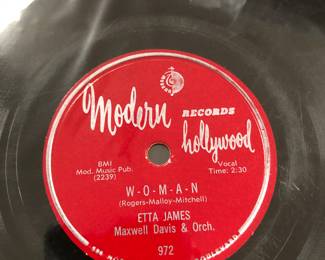 Modern RECORDS
hollywood
BMI
Mod. Music Pub.
(2239)
Vocal
Time: 2:30
W-O-M-A-N
(Rogers-Malloy-Mitchell)
ETTA JAMES
Maxwell Davis & Orch.
972